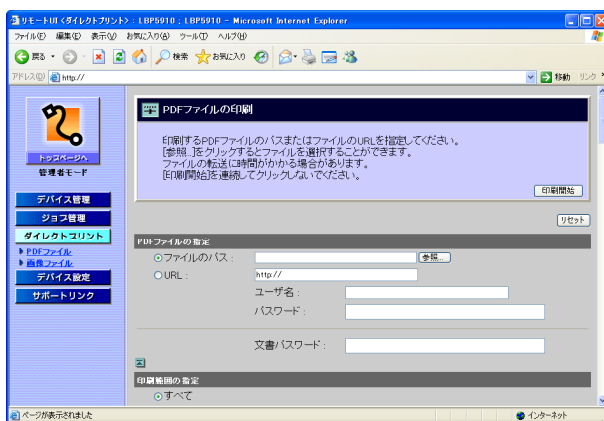 リモートUI <ダイレクトプリント> : LBP5910 ; LBP5910 - Microsoft Internet Explorer
ファイル(F) 編集(E) 表示(V) お気に入り(A) ツール(T) ヘルプ(H)
戻る 検索 お気に入り
アドレス(D) http:// 移動 リンク »
トップページへ
管理者モード
デバイス管理
ジョブ管理
ダイレクトプリント
PDFファイル
画像ファイル
デバイス設定
サポートリンク
PDFファイルの印刷
印刷するPDFファイルのパスまたはファイルのURLを指定してください。
[参照...]をクリックするとファイルを選択することができます。
ファイルの転送に時間がかかる場合があります。
[印刷開始]を連続してクリックしないでください。
印刷開始
リセット
PDFファイルの指定
ファイルのパス : 参照...
URL : http://
ユーザ名 :
パスワード :
文書パスワード :
印刷範囲の指定
すべて
ページが表示されました インターネット